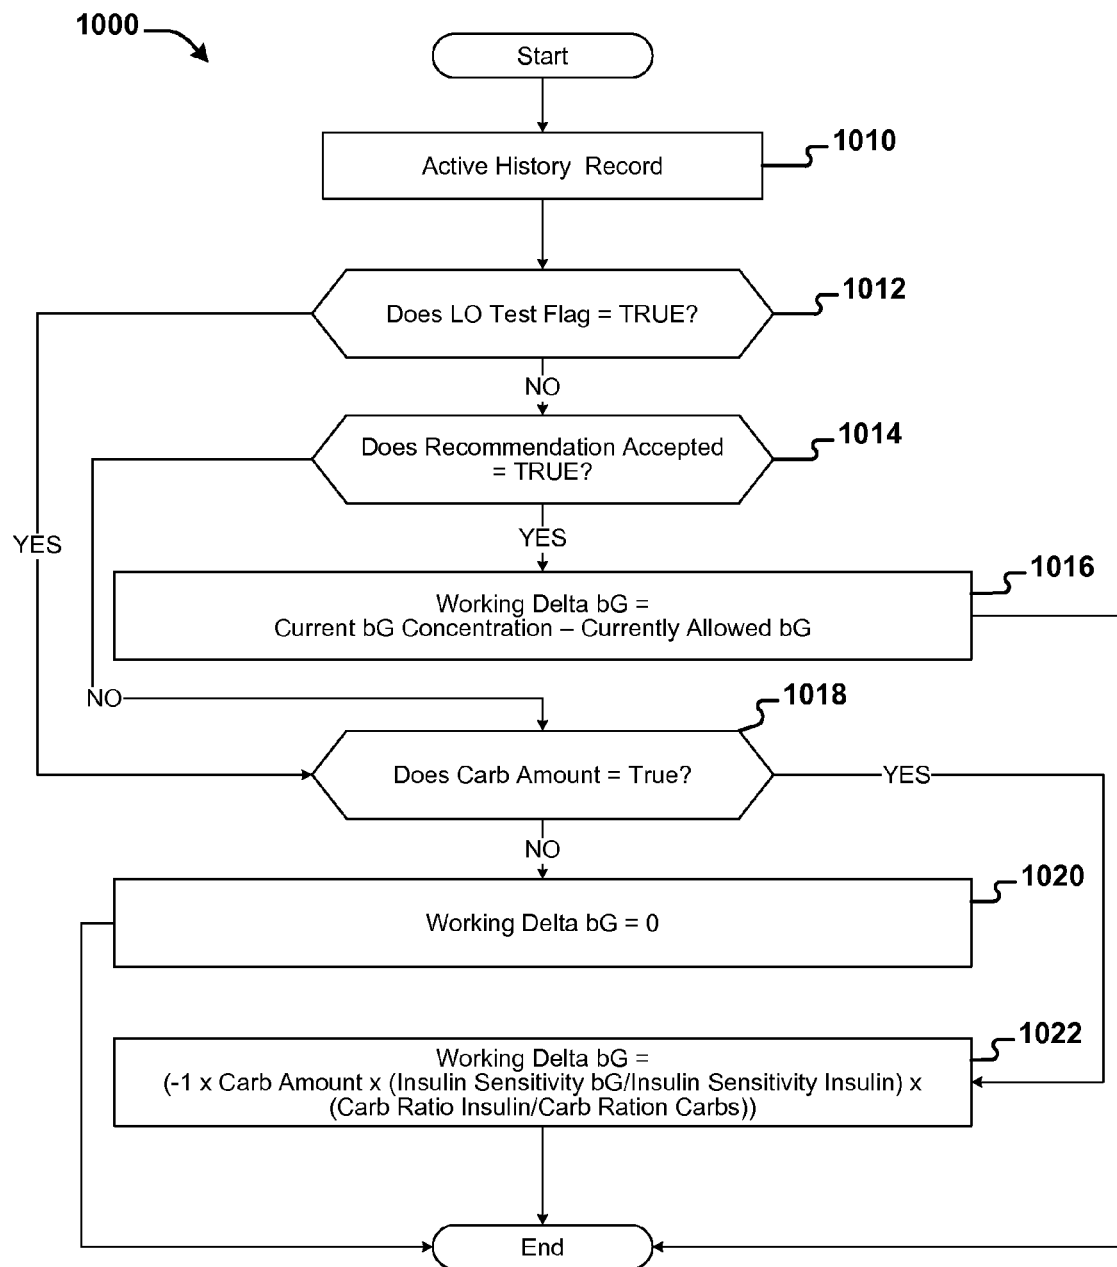 1000
Start
1010
Active History Record
1012
Does LO Test Flag = TRUE?
NO
1014
Does Recommendation Accepted
= TRUE?
YES
YES
1016
Working Delta bG =
Current bG Concentration – Currently Allowed bG
NO
1018
Does Carb Amount = True?
YES
NO
1020
Working Delta bG = 0
1022
Working Delta bG =
(-1 x Carb Amount x (Insulin Sensitivity bG/Insulin Sensitivity Insulin) x
(Carb Ratio Insulin/Carb Ration Carbs))
End